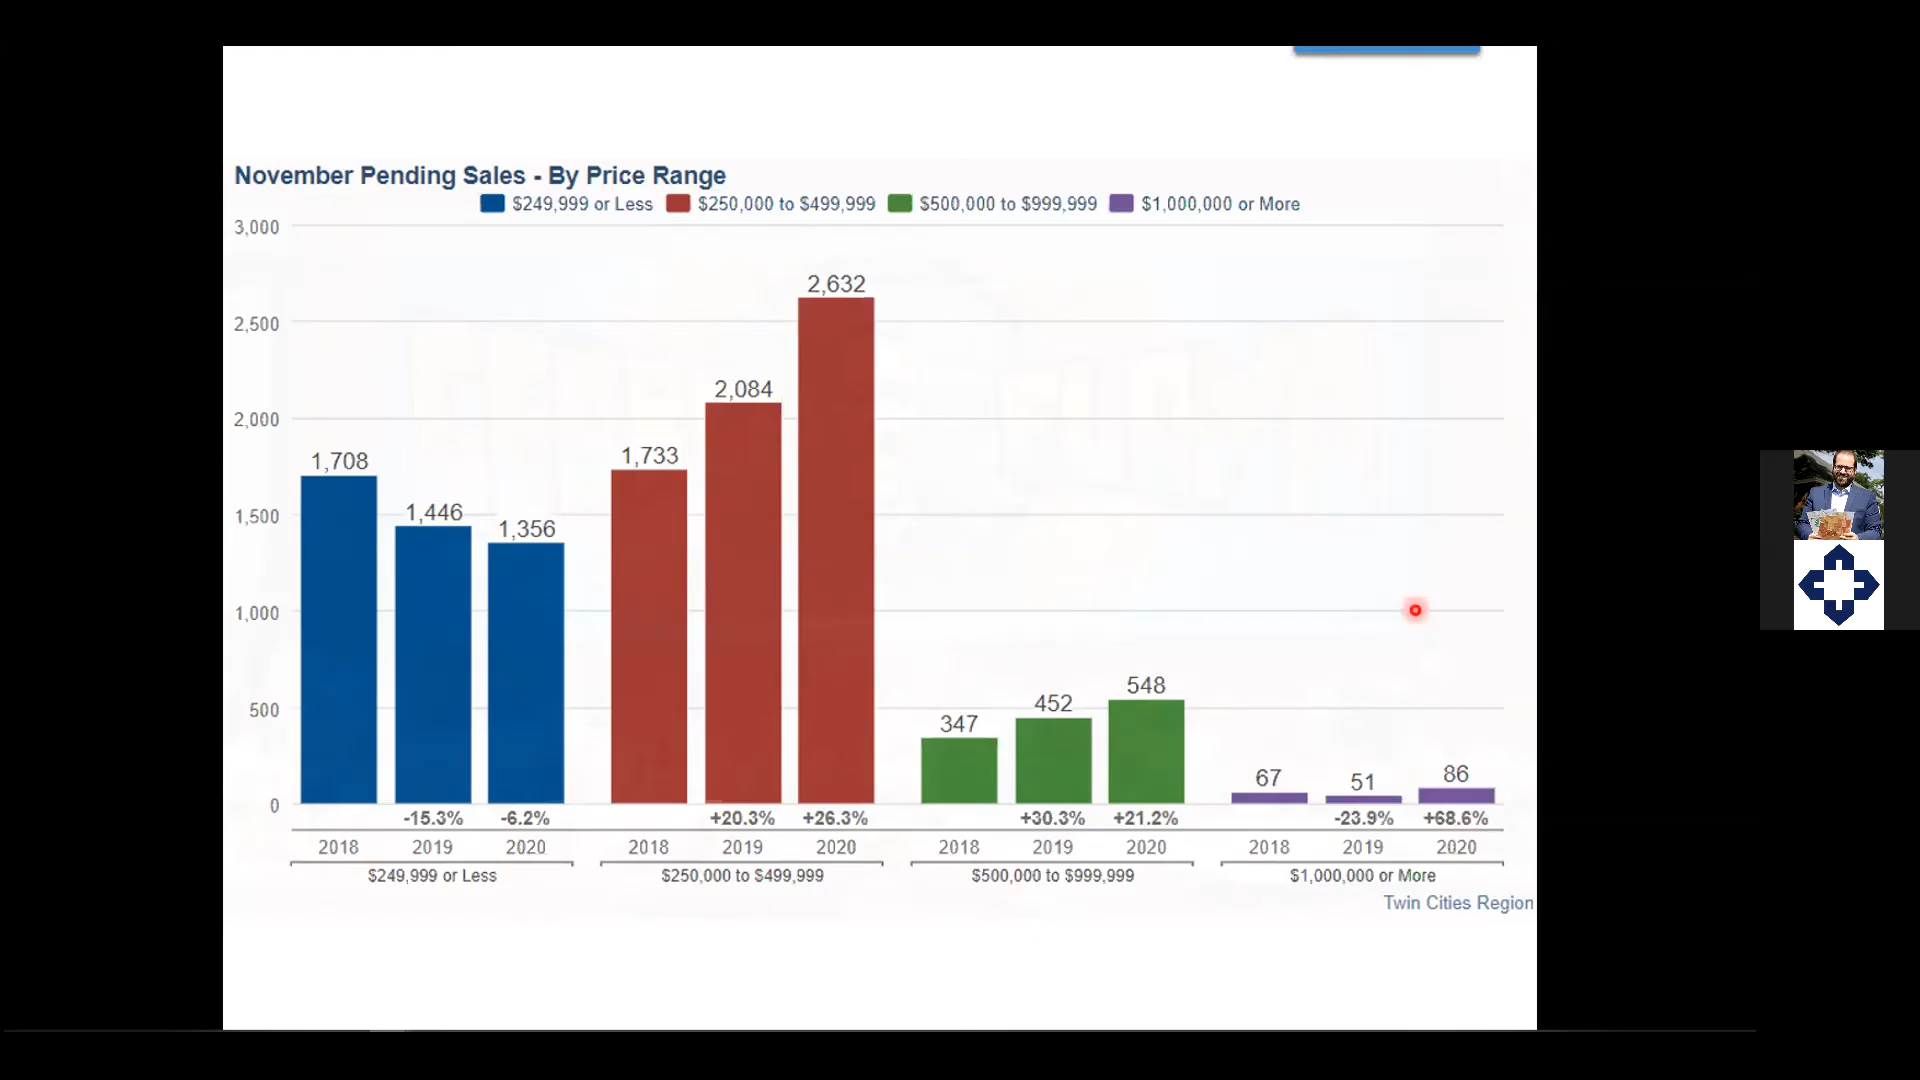 November Pending Sales - By Price Range
$249,999 or Less $250,000 to $499,999 $500,000 to $999,999 $1,000,000 or More
3,000
2,500
2,000
1,500
1,000
500
0
1,708 1,446 1,356 1,733 2,084 2,632 347 452 548 67 51 86
-15.3% -6.2% +20.3% +26.3% +30.3% +21.2% -23.9% +68.6%
2018 2019 2020 2018 2019 2020 2018 2019 2020 2018 2019 2020
$249,999 or Less $250,000 to $499,999 $500,000 to $999,999 $1,000,000 or More
Twin Cities Region